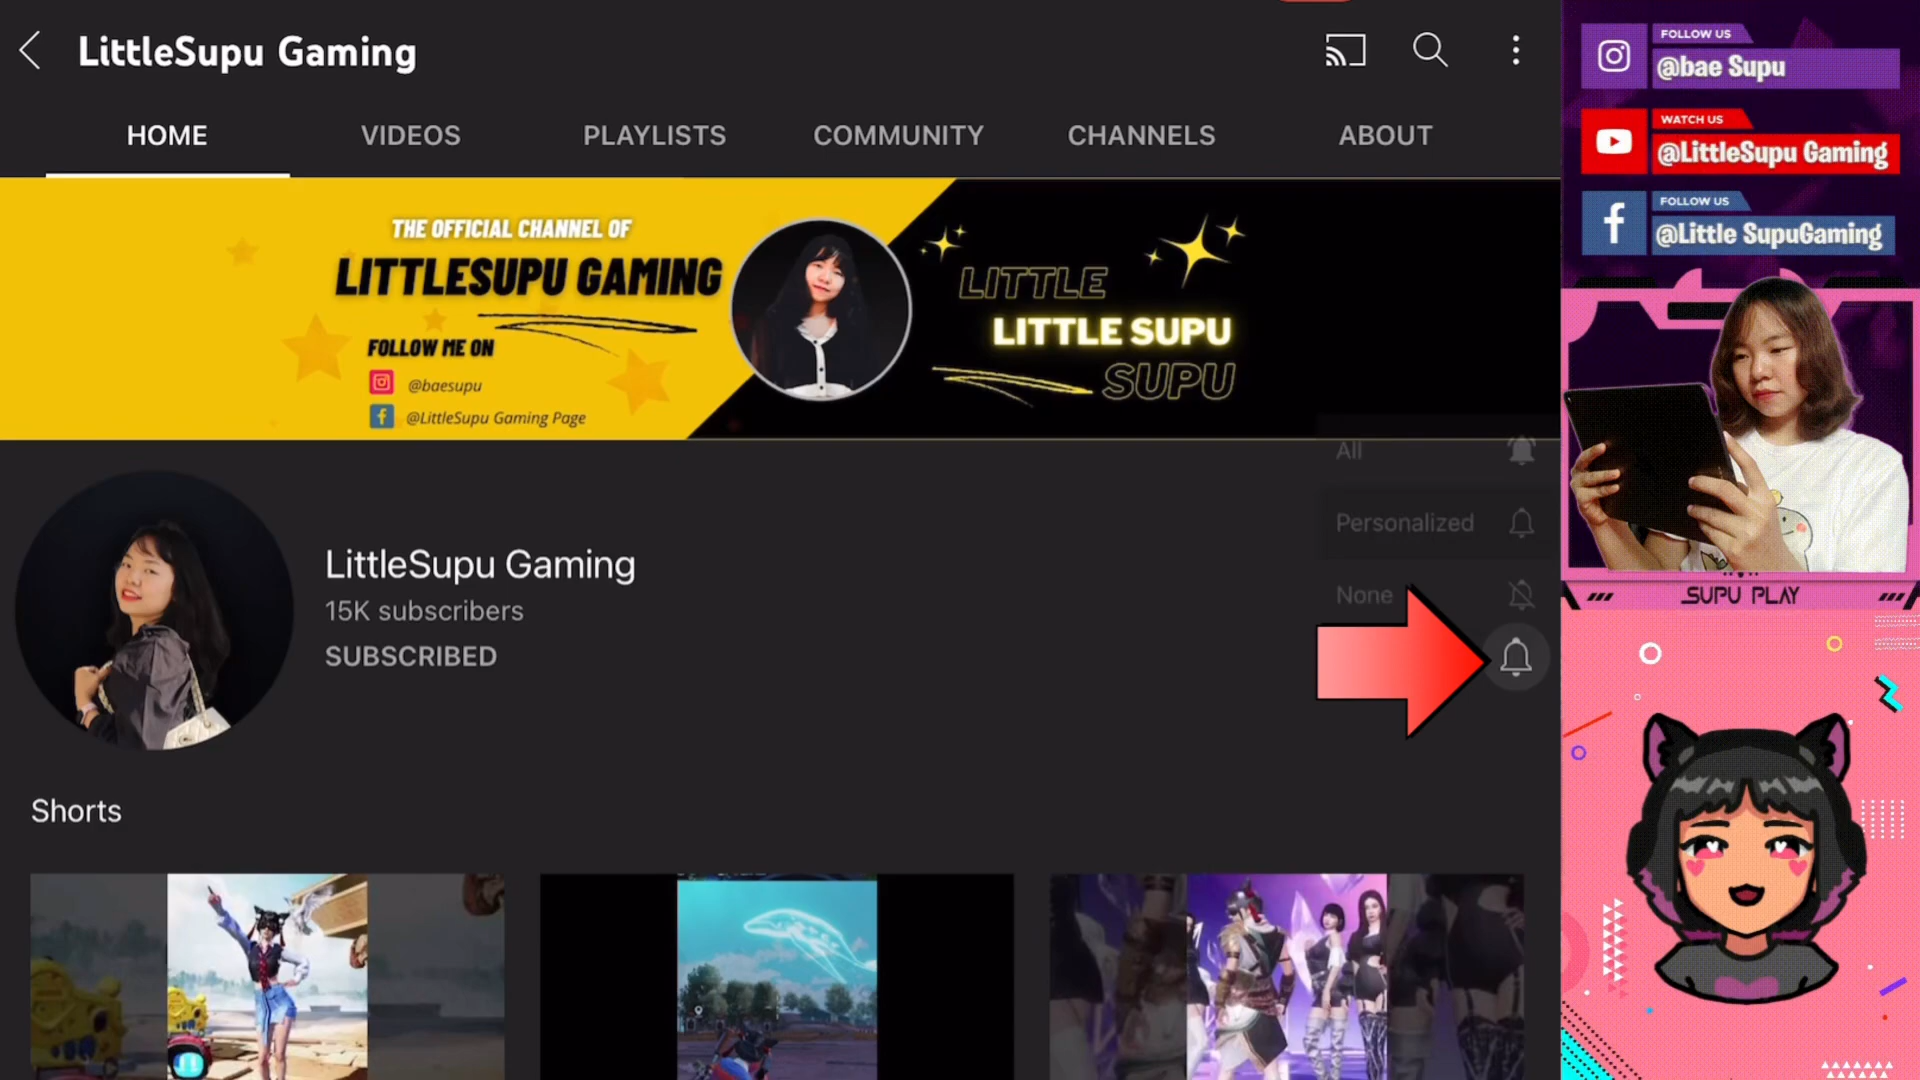 LittleSupu Gaming
HOME
VIDEOS
PLAYLISTS
COMMUNITY
CHANNELS
ABOUT
THE OFFICIAL CHANNEL OF
LITTLESUPU GAMING
FOLLOW ME ON
@baesupu
@LittleSupu Gaming Page
LITTLE
LITTLE SUPU
SUPU
All
Personalized
None
LittleSupu Gaming
15K subscribers
SUBSCRIBED
Shorts
FOLLOW US
@bae Supu
WATCH US
@LittleSupu Gaming
FOLLOW US
@Little SupuGaming
SUPU PLAY